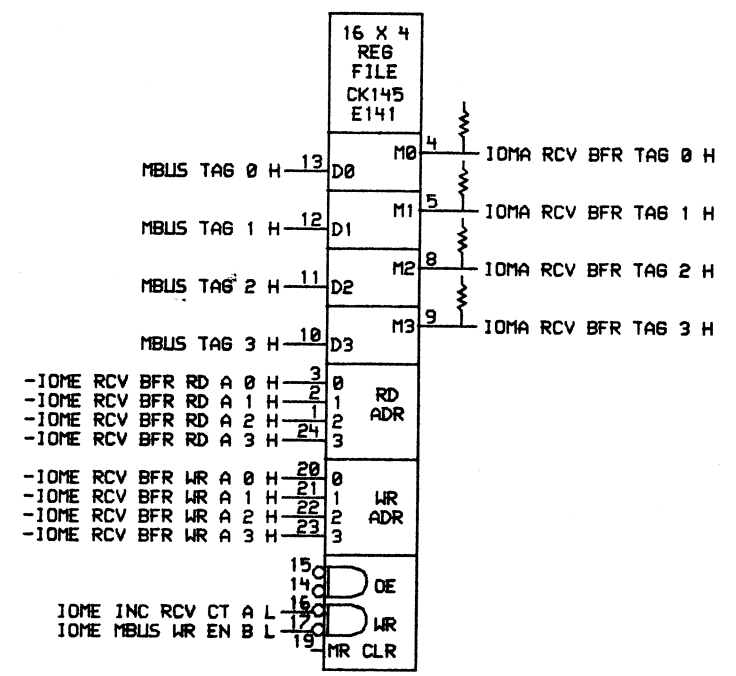 16 X 4
REG
FILE
CK145
E141
MBUS TAG 0 H 13 D0 M0 4 IOMA RCV BFR TAG 0 H
MBUS TAG 1 H 12 D1 M1 5 IOMA RCV BFR TAG 1 H
MBUS TAG 2 H 11 D2 M2 8 IOMA RCV BFR TAG 2 H
MBUS TAG 3 H 10 D3 M3 9 IOMA RCV BFR TAG 3 H
-IOME RCV BFR RD A 0 H 3 0
-IOME RCV BFR RD A 1 H 2 1 RD
-IOME RCV BFR RD A 2 H 1 2 ADR
-IOME RCV BFR RD A 3 H 24 3
-IOME RCV BFR WR A 0 H 20 0
-IOME RCV BFR WR A 1 H 21 1 WR
-IOME RCV BFR WR A 2 H 22 2 ADR
-IOME RCV BFR WR A 3 H 23 3
15
14 OE
IOME INC RCV CT A L 16
IOME MBUS WR EN B L 17 WR
19 MR CLR